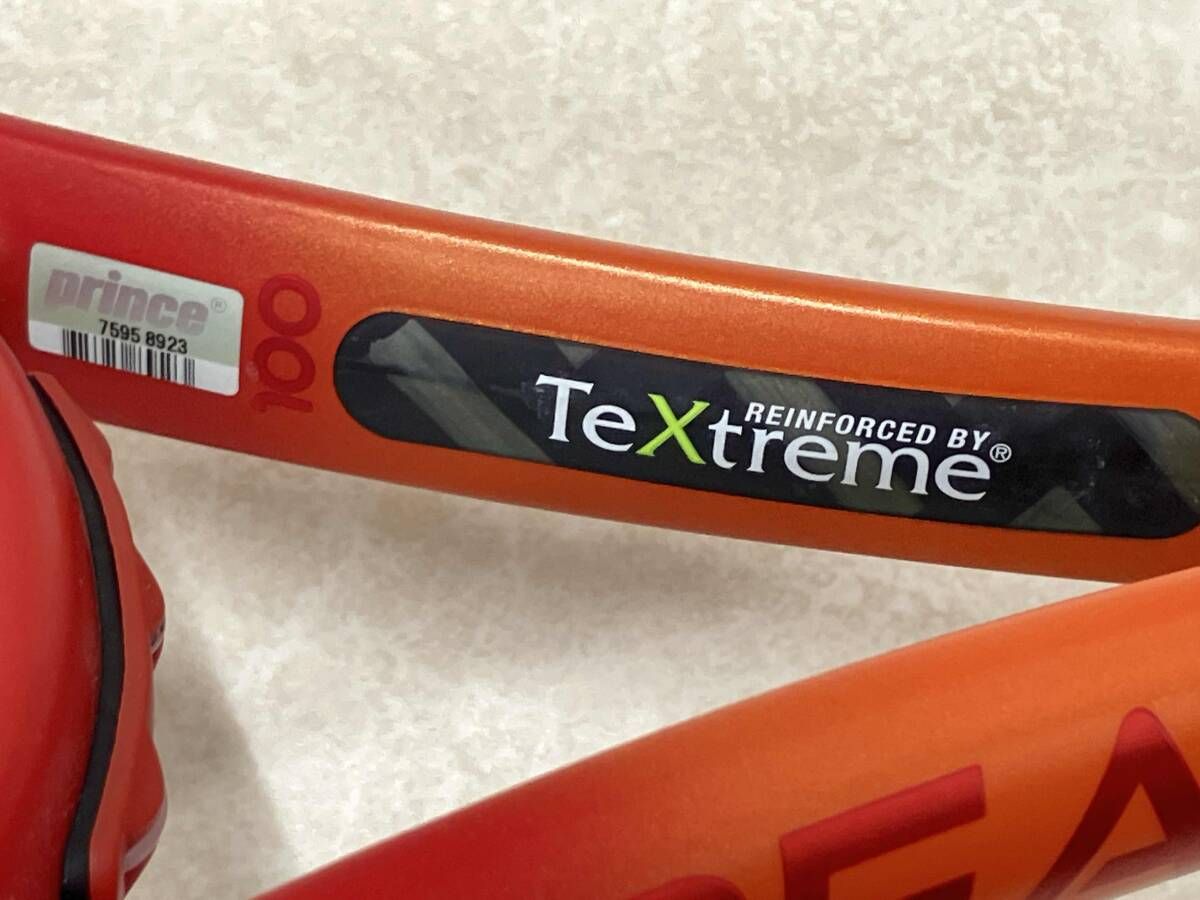 prince®
7595 8923
100
REINFORCED BY
TeXtreme®